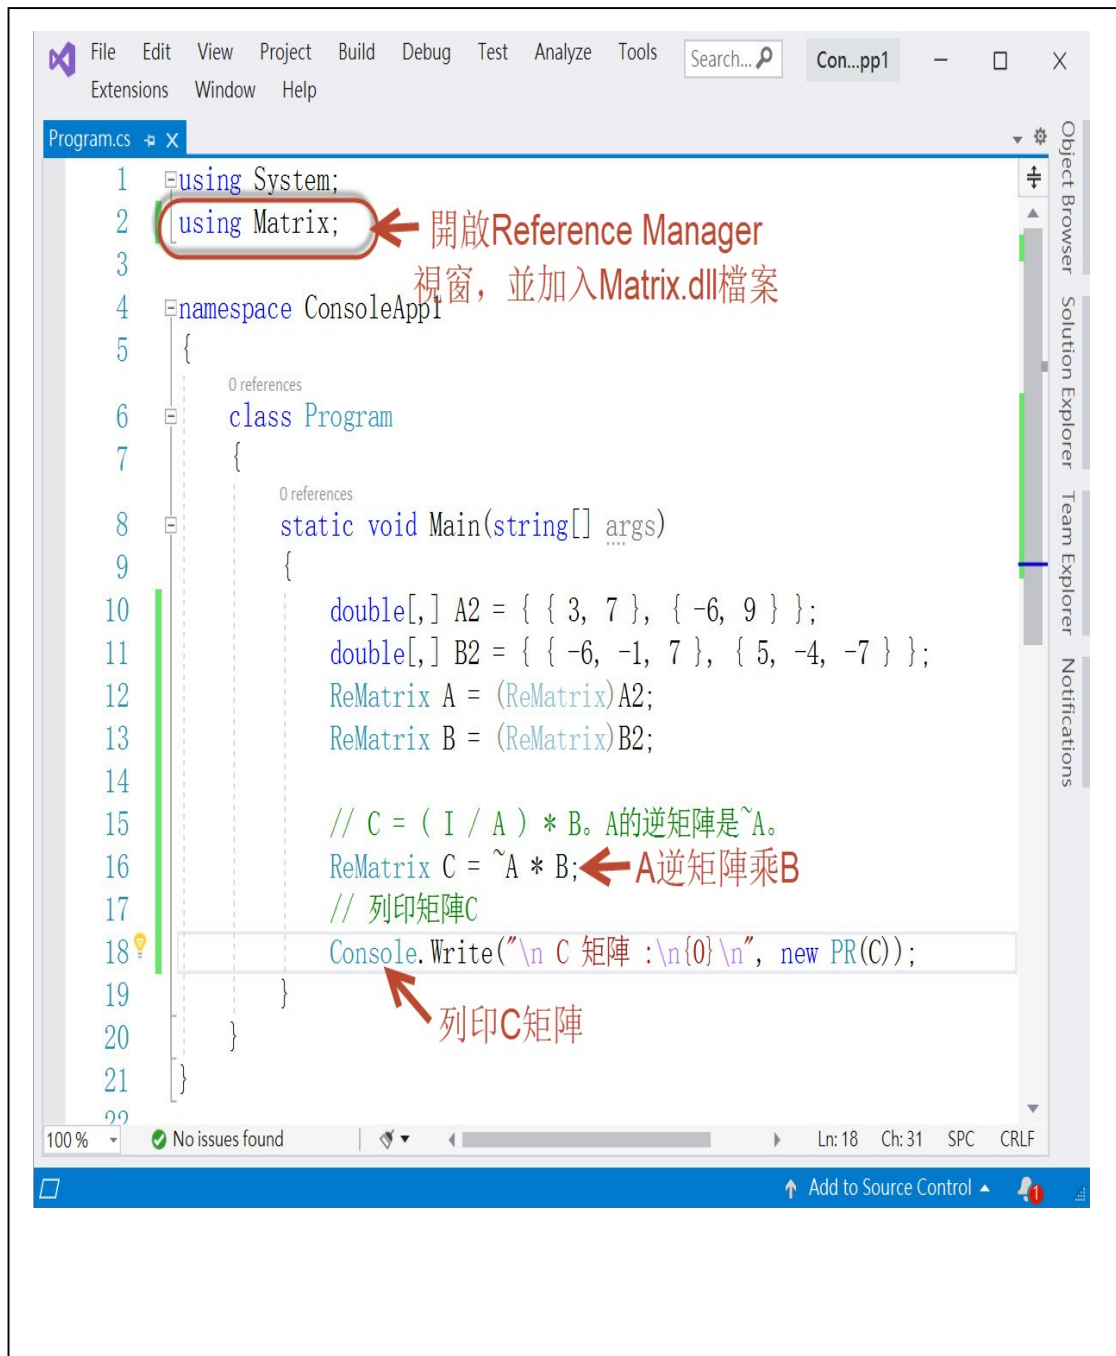 File Edit View Project Build Debug Test Analyze Tools Search... Con...pp1
Extensions Window Help
Program.cs
1 using System;
2 using Matrix; 開啟Reference Manager
3 視窗，並加入Matrix.dll檔案
4 namespace ConsoleApp1
5 {
0 references
6 class Program
7 {
0 references
8 static void Main(string[] args)
9 {
10 double[,] A2 = { { 3, 7 }, { -6, 9 } };
11 double[,] B2 = { { -6, -1, 7 }, { 5, -4, -7 } };
12 ReMatrix A = (ReMatrix)A2;
13 ReMatrix B = (ReMatrix)B2;
14
15 // C = ( I / A ) * B。A的逆矩陣是~A。
16 ReMatrix C = ~A * B; A逆矩陣乘B
17 // 列印矩陣C
18 Console.Write("\n C 矩陣 :\n{0}\n", new PR(C));
19 }
列印C矩陣
20 }
21 }
22
100 % No issues found Ln: 18 Ch: 31 SPC CRLF
Add to Source Control 1
Object Browser
Solution Explorer
Team Explorer
Notifications